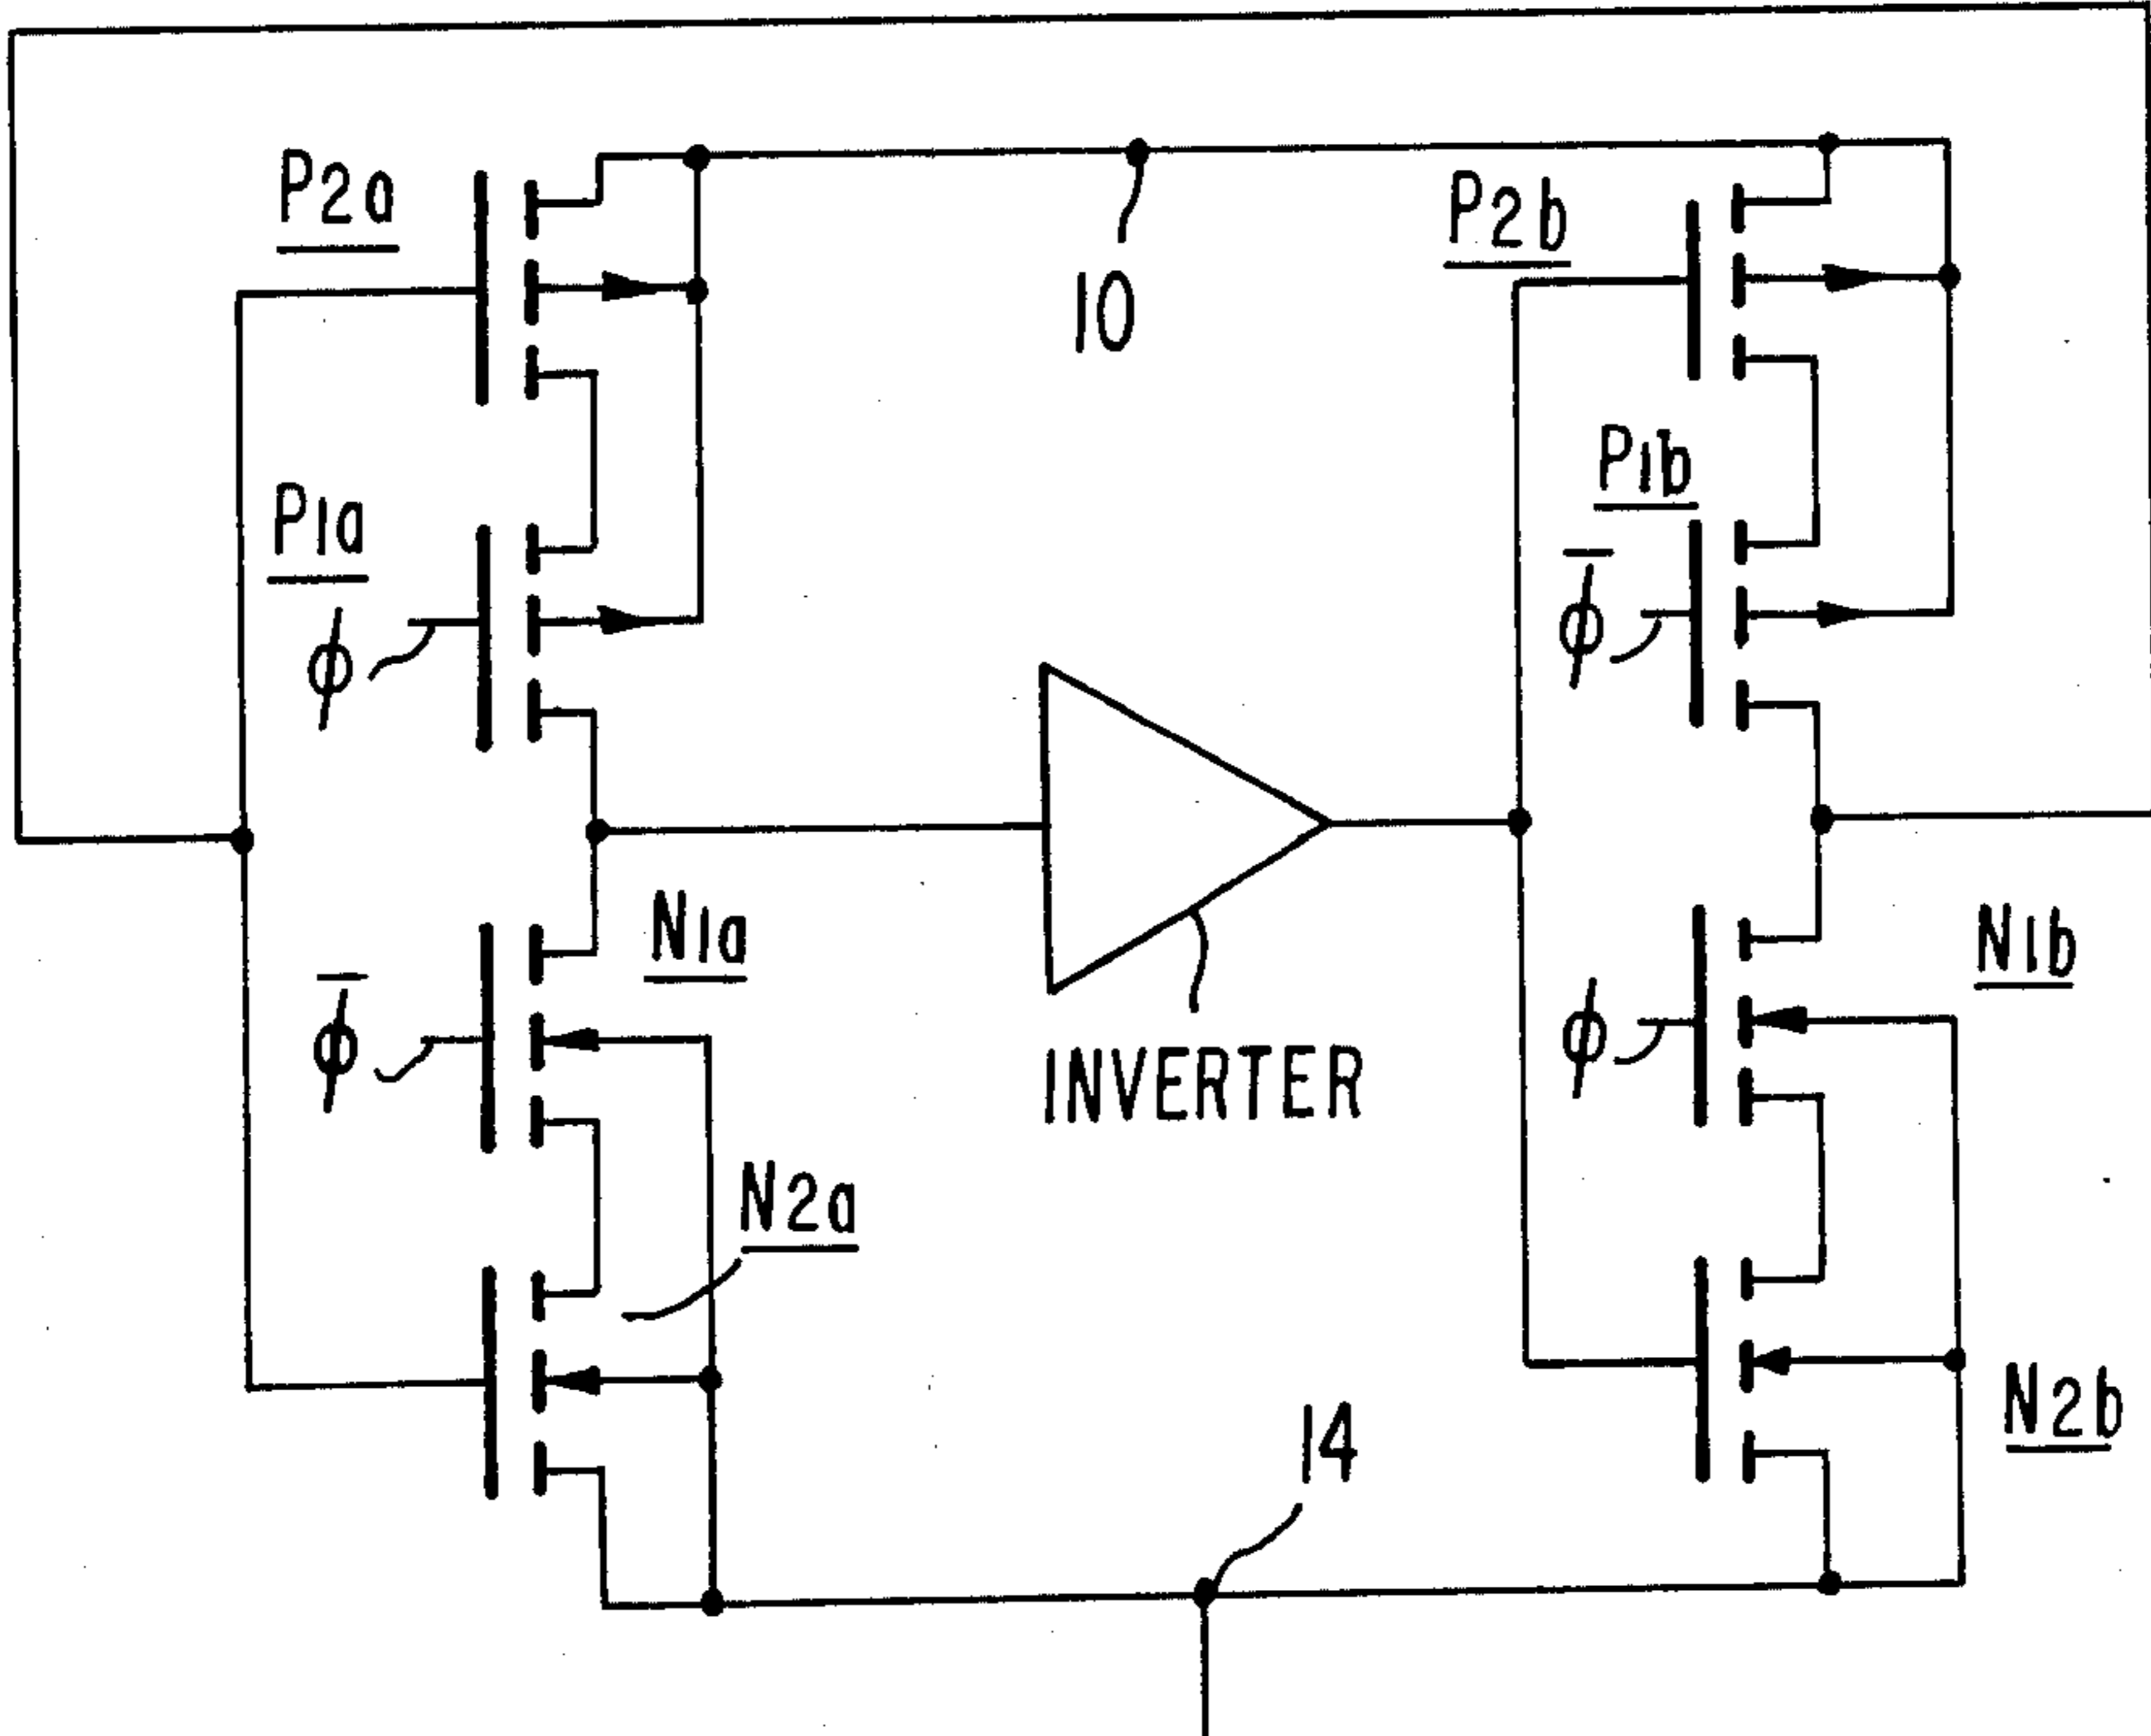 P2a
10
P2b
P1a
P1b
ϕ
ϕ̅
N1a
N1b
ϕ̅
ϕ
INVERTER
N2a
14
N2b